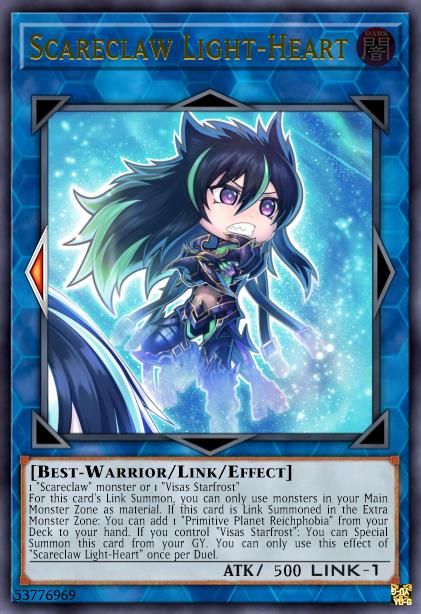 Scareclaw Light-Heart
DARK
闇
[Best-Warrior/Link/Effect]
1 "Scareclaw" monster or 1 "Visas Starfrost"
For this card's Link Summon, you can only use monsters in your Main
Monster Zone as material. If this card is Link Summoned in the Extra
Monster Zone: You can add 1 "Primitive Planet Reichphobia" from your
Deck to your hand. If you control "Visas Starfrost": You can Special
Summon this card from your GY. You can only use this effect of
"Scareclaw Light-Heart" once per Duel.
ATK/ 500 LINK-1
53776969